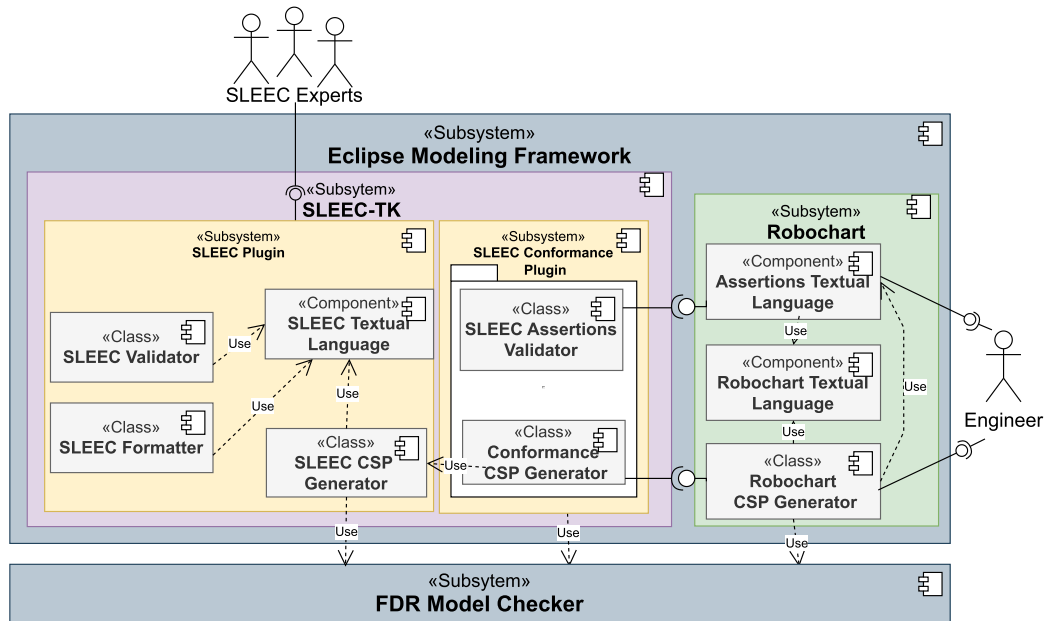 SLEEC Experts
«Subsystem»
Eclipse Modeling Framework
«Subsytem»
SLEEC-TK
«Subsystem»
SLEEC Plugin
«Class»
SLEEC Validator
Use
«Component»
SLEEC Textual
Language
«Class»
SLEEC Formatter
Use
Use
«Class»
SLEEC CSP
Generator
Use
«Subsystem»
SLEEC Conformance
Plugin
«Class»
SLEEC Assertions
Validator
«Class»
Conformance
CSP Generator
Use
Use
«Subsytem»
Robochart
«Component»
Assertions Textual
Language
Use
«Component»
Robochart Textual
Language
Use
Use
«Class»
Robochart
CSP Generator
Use
Engineer
«Subsytem»
FDR Model Checker